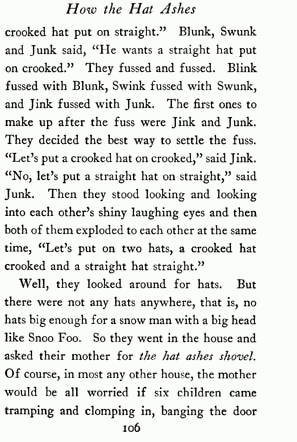 How the Hat Ashes
crooked hat put on straight.” Blunk, Swunk
and Junk said, “He wants a straight hat put
on crooked.” They fussed and fussed. Blink
fussed with Blunk, Swink fussed with Swunk,
and Jink fussed with Junk. The first ones to
make up after the fuss were Jink and Junk.
They decided the best way to settle the fuss.
“Let’s put a crooked hat on crooked,” said Jink.
“No, let’s put a straight hat on straight,” said
Junk. Then they stood looking and looking
into each other’s shiny laughing eyes and then
both of them exploded to each other at the same
time, “Let’s put on two hats, a crooked hat
crooked and a straight hat straight.”
Well, they looked around for hats. But
there were not any hats anywhere, that is, no
hats big enough for a snow man with a big head
like Snoo Foo. So they went in the house and
asked their mother for the hat ashes shovel.
Of course, in most any other house, the mother
would be all worried if six children came
tramping and clomping in, banging the door
106